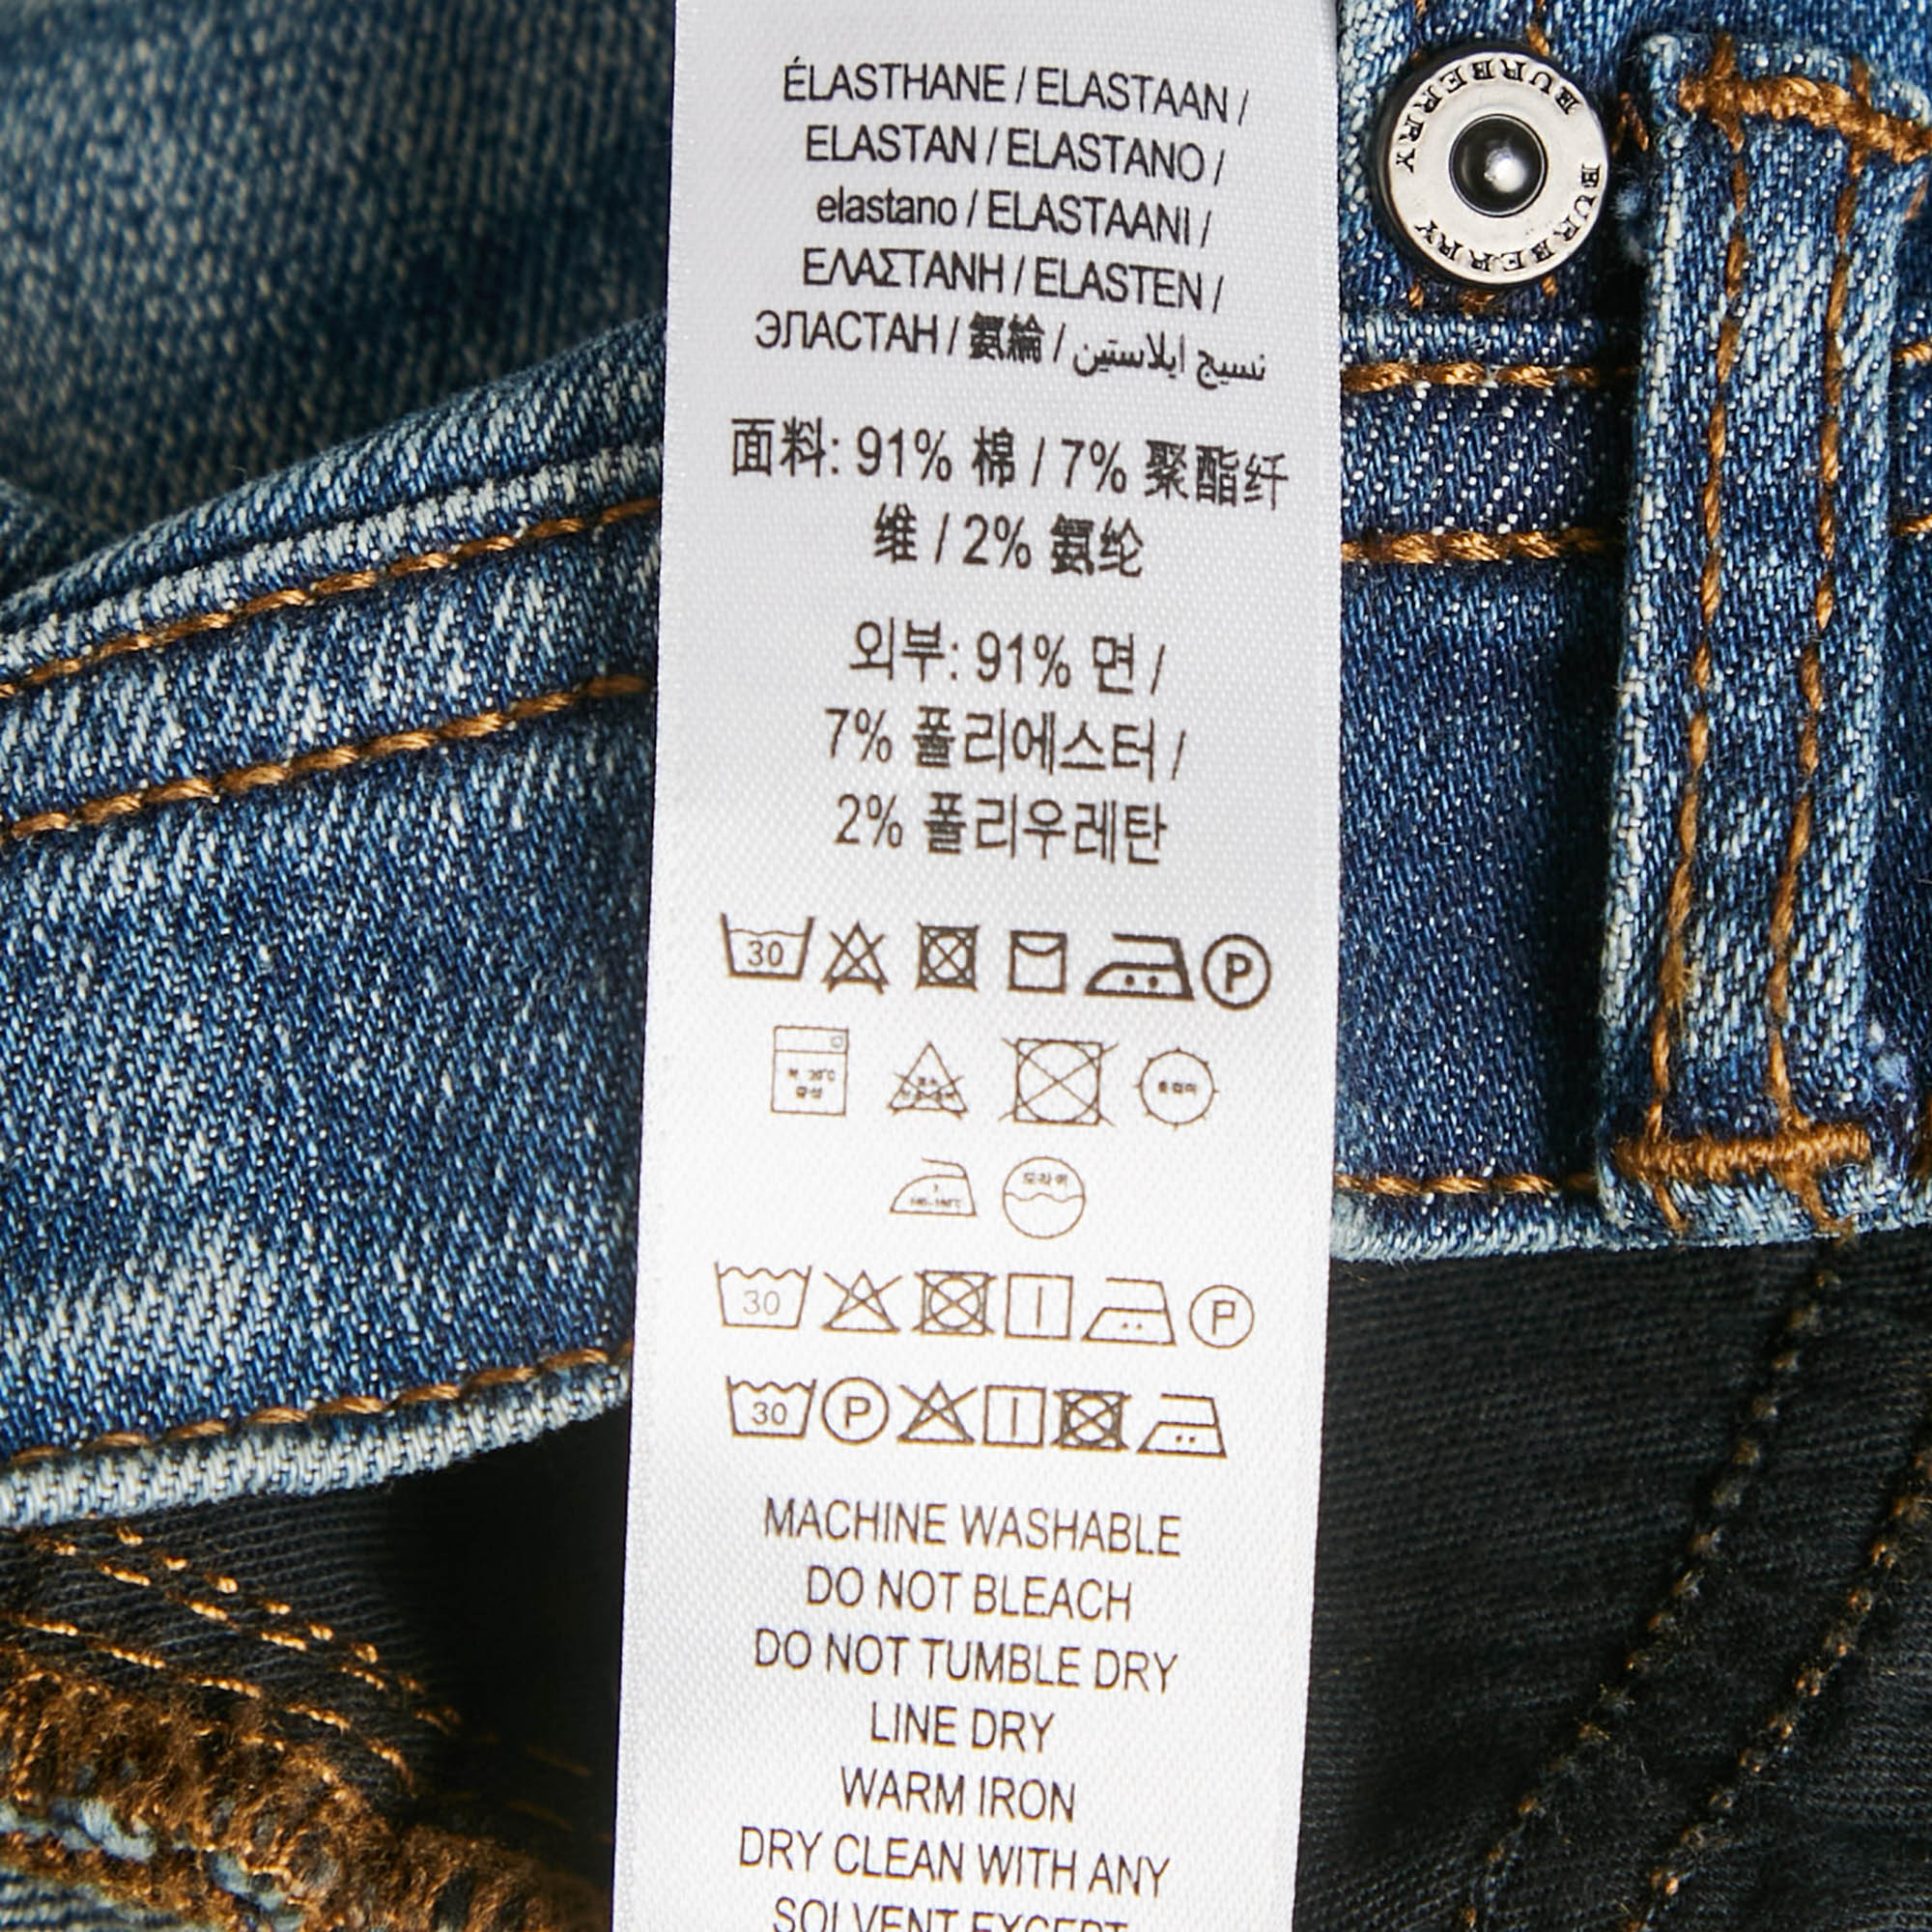 ÉLASTHANE / ELASTAAN /
ELASTAN / ELASTANO /
elastano / ELASTAANI /
ΕΛΑΣΤΑΝΗ / ELASTEN /
ЭЛАСТАН / 氨綸 / نسيج ايلاستين
面料: 91% 棉 / 7% 聚酯纤
维 / 2% 氨纶
외부: 91% 면 /
7% 폴리에스터 /
2% 폴리우레탄
30 P
30 P
30 P
MACHINE WASHABLE
DO NOT BLEACH
DO NOT TUMBLE DRY
LINE DRY
WARM IRON
DRY CLEAN WITH ANY
SOLVENT EXCEPT
BURBERRY BURBERRY